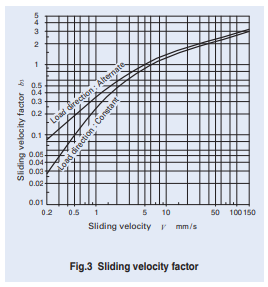 5
4
3
2
1
0.5
0.4
0.3
0.2
0.1
0.05
0.04
0.03
0.02
0.01
Sliding velocity factor
Load direction : Alternate
Load direction : Constant
0.2 0.5 1 5 10 50 100 150
Sliding velocity V mm/s
Fig.3 Sliding velocity factor